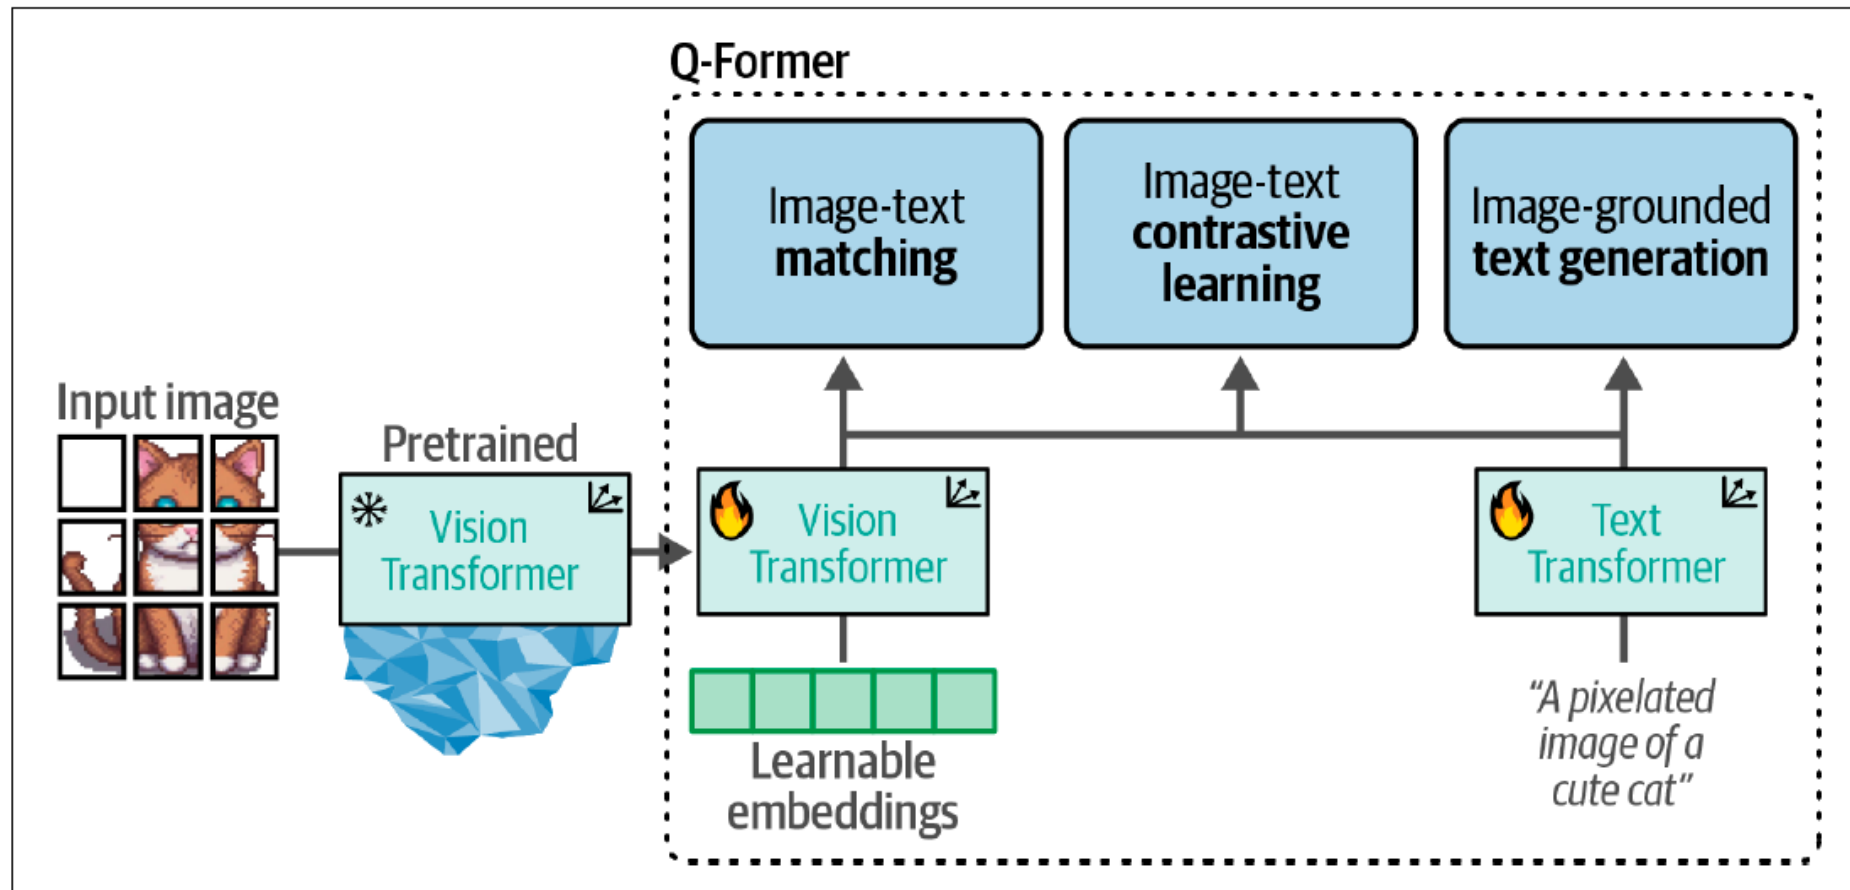 Q-Former
Image-text
matching
Image-text
contrastive
learning
Image-grounded
text generation
Input image
Pretrained
Vision
Transformer
Vision
Transformer
Text
Transformer
Learnable
embeddings
“A pixelated
image of a
cute cat”